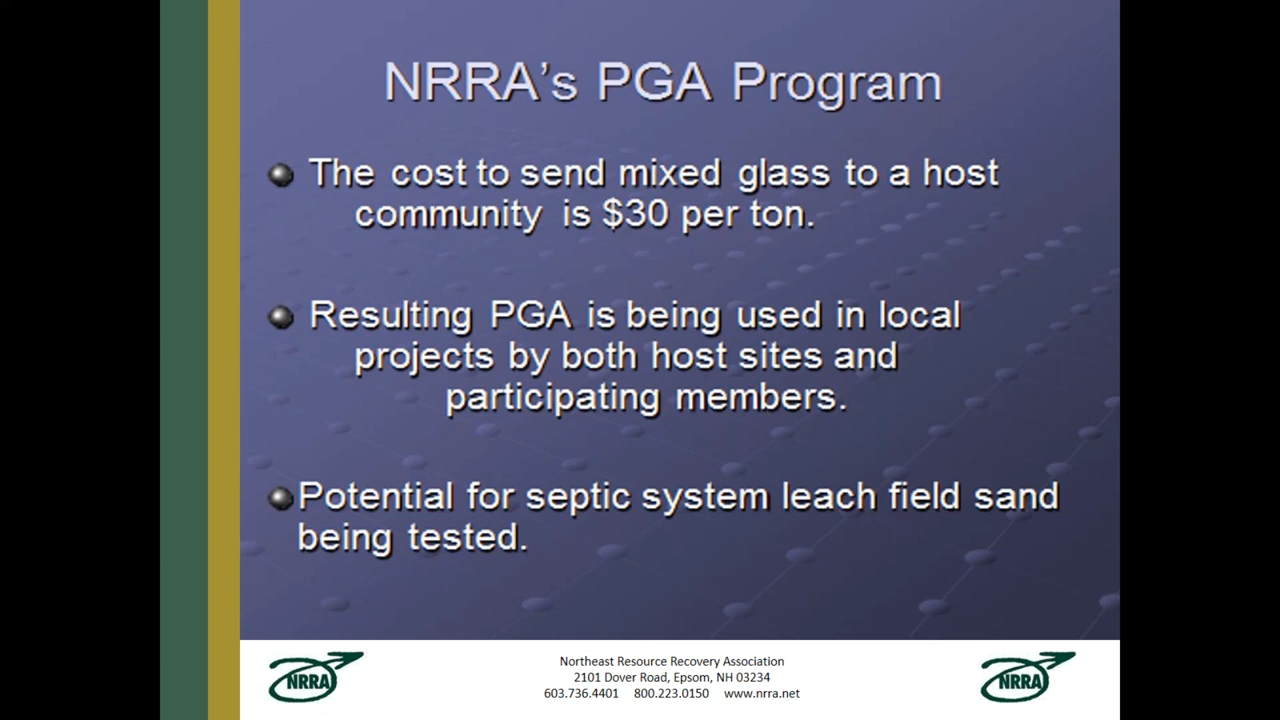 NRRA's PGA Program
The cost to send mixed glass to a host
community is $30 per ton.
Resulting PGA is being used in local
projects by both host sites and
participating members.
Potential for septic system leach field sand
being tested.
NRRA
Northeast Resource Recovery Association
2101 Dover Road, Epsom, NH 03234
603.736.4401 800.223.0150 www.nrra.net
NRRA